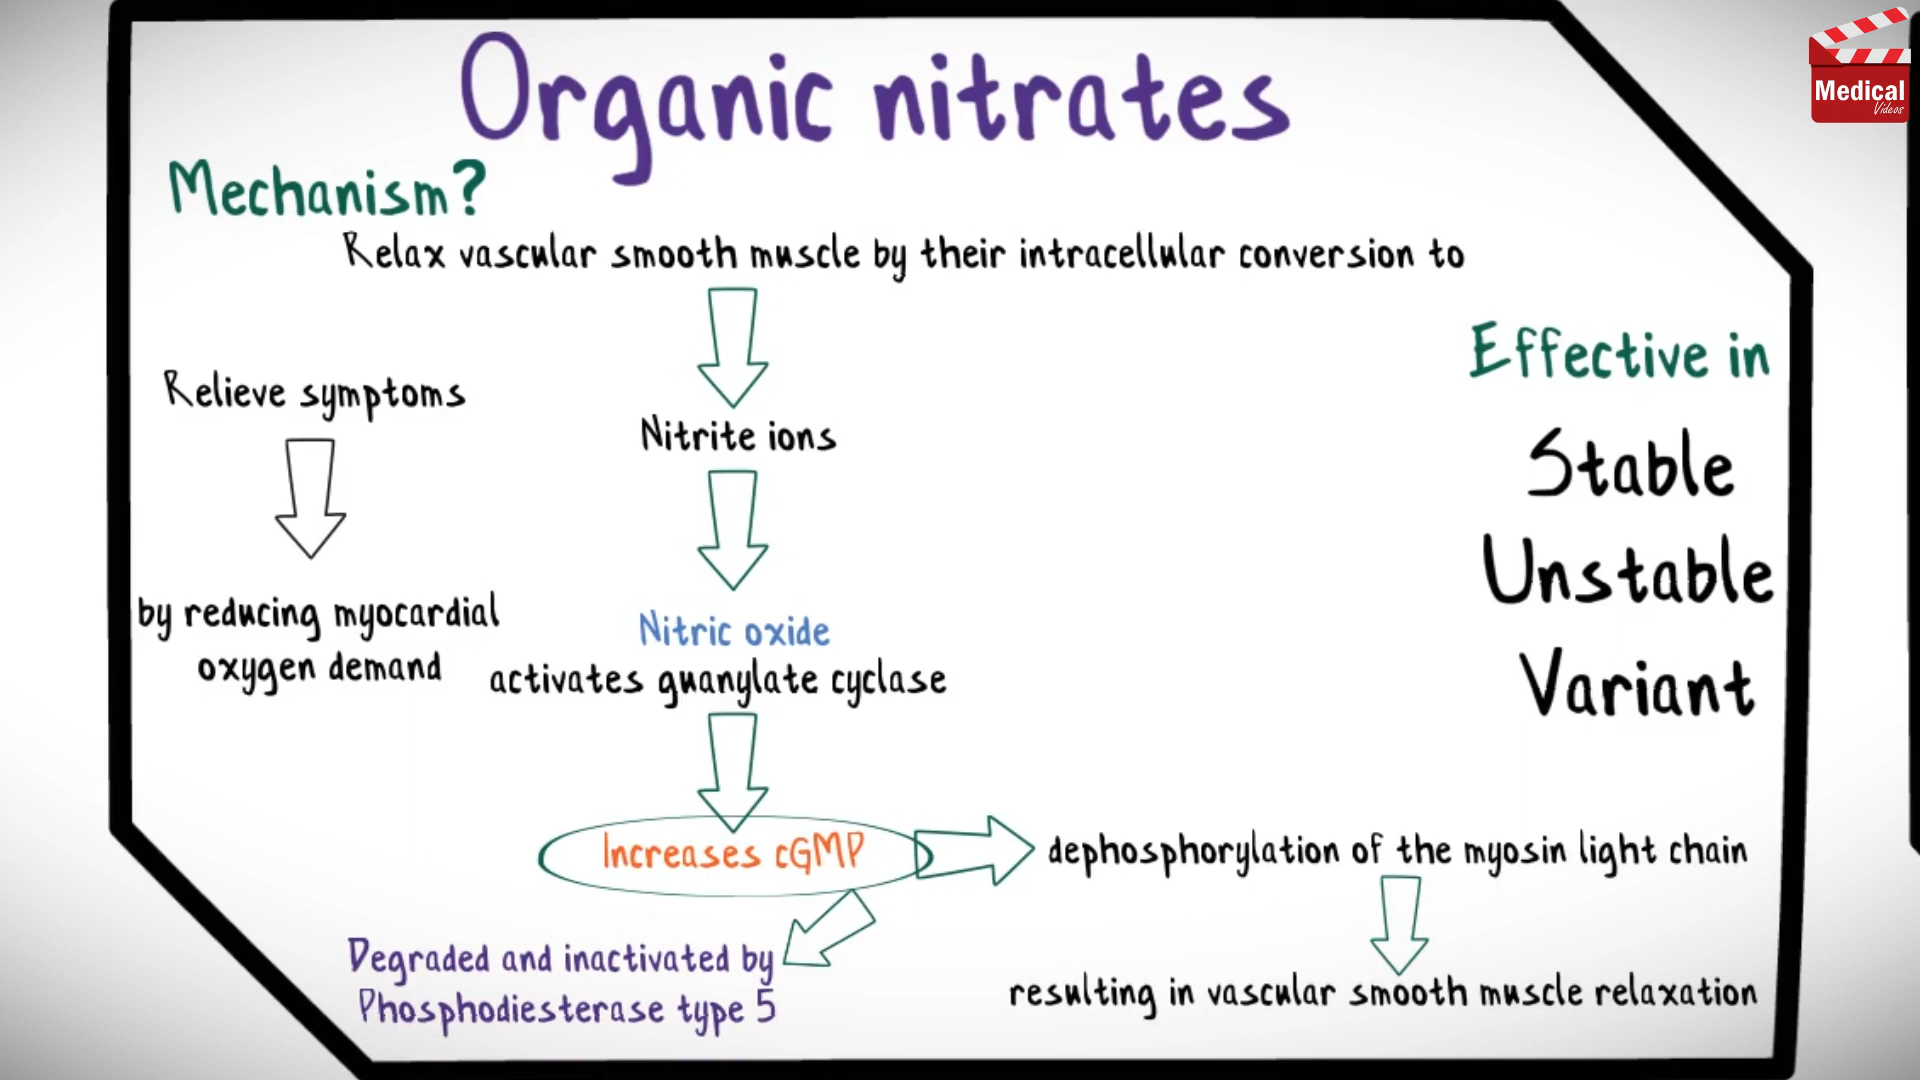 Organic nitrates
Medical
Videos
Mechanism?
Relax vascular smooth muscle by their intracellular conversion to
Effective in
Relieve symptoms
Nitrite ions
Stable
Unstable
by reducing myocardial
oxygen demand
Nitric oxide
activates guanylate cyclase
Variant
Increases cGMP
dephosphorylation of the myosin light chain
Degraded and inactivated by
Phosphodiesterase type 5
resulting in vascular smooth muscle relaxation